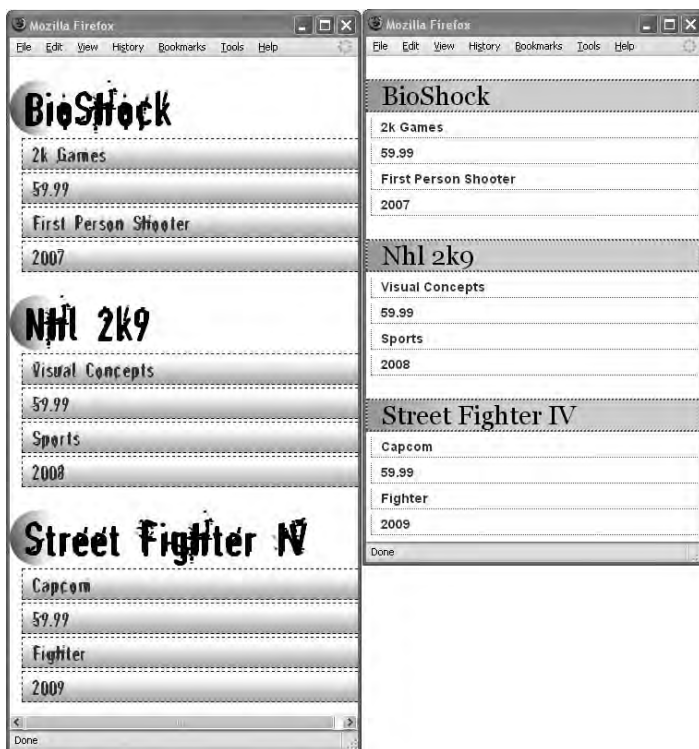 Mozilla Firefox
File Edit View History Bookmarks Tools Help
BioShock
2k Games
59.99
First Person Shooter
2007
NHl 2k9
Visual Concepts
59.99
Sports
2008
Street Fighter IV
Capcom
59.99
Fighter
2009
Done
Mozilla Firefox
File Edit View History Bookmarks Tools Help
BioShock
2k Games
59.99
First Person Shooter
2007
Nhl 2k9
Visual Concepts
59.99
Sports
2008
Street Fighter IV
Capcom
59.99
Fighter
2009
Done